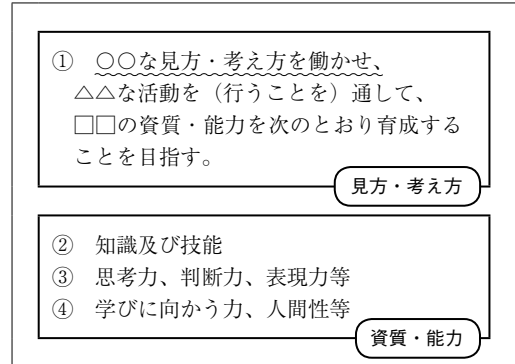 ① ○○な見方・考え方を働かせ、
△△な活動を（行うことを）通して、
□□の資質・能力を次のとおり育成する
ことを目指す。
見方・考え方
② 知識及び技能
③ 思考力、判断力、表現力等
④ 学びに向かう力、人間性等
資質・能力